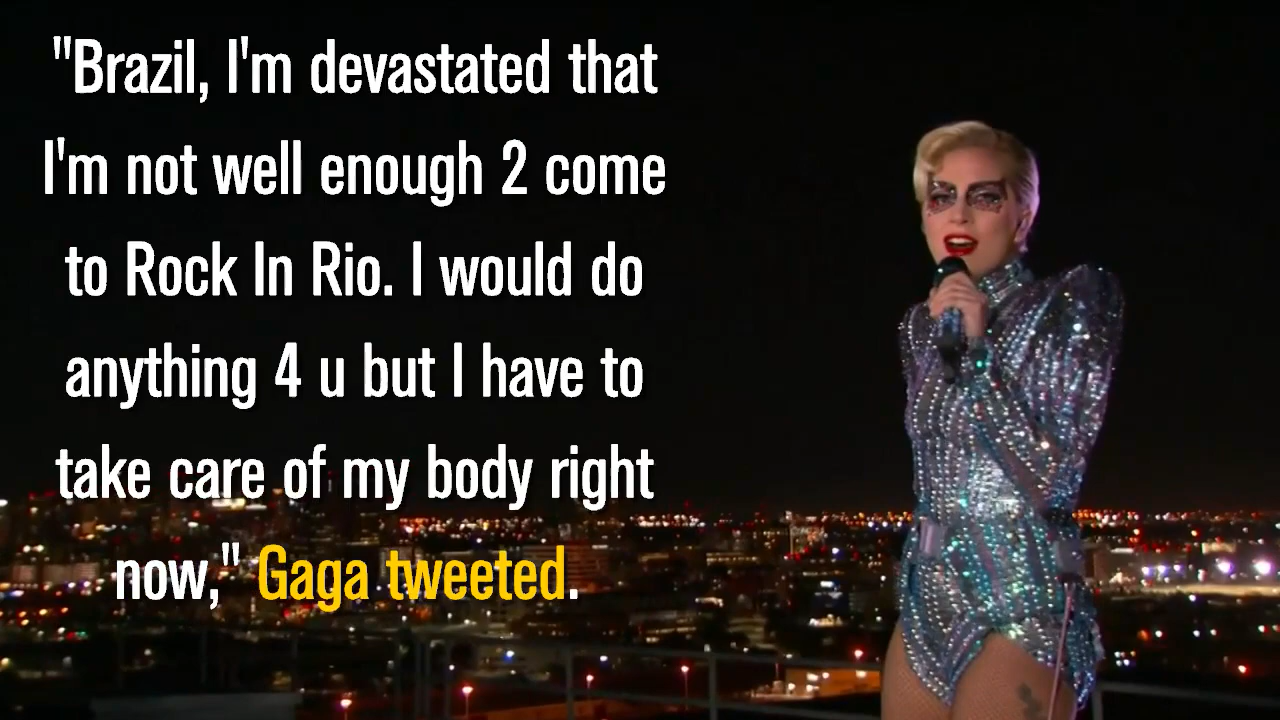 "Brazil, I'm devastated that
I'm not well enough 2 come
to Rock In Rio. I would do
anything 4 u but I have to
take care of my body right
now," Gaga tweeted.